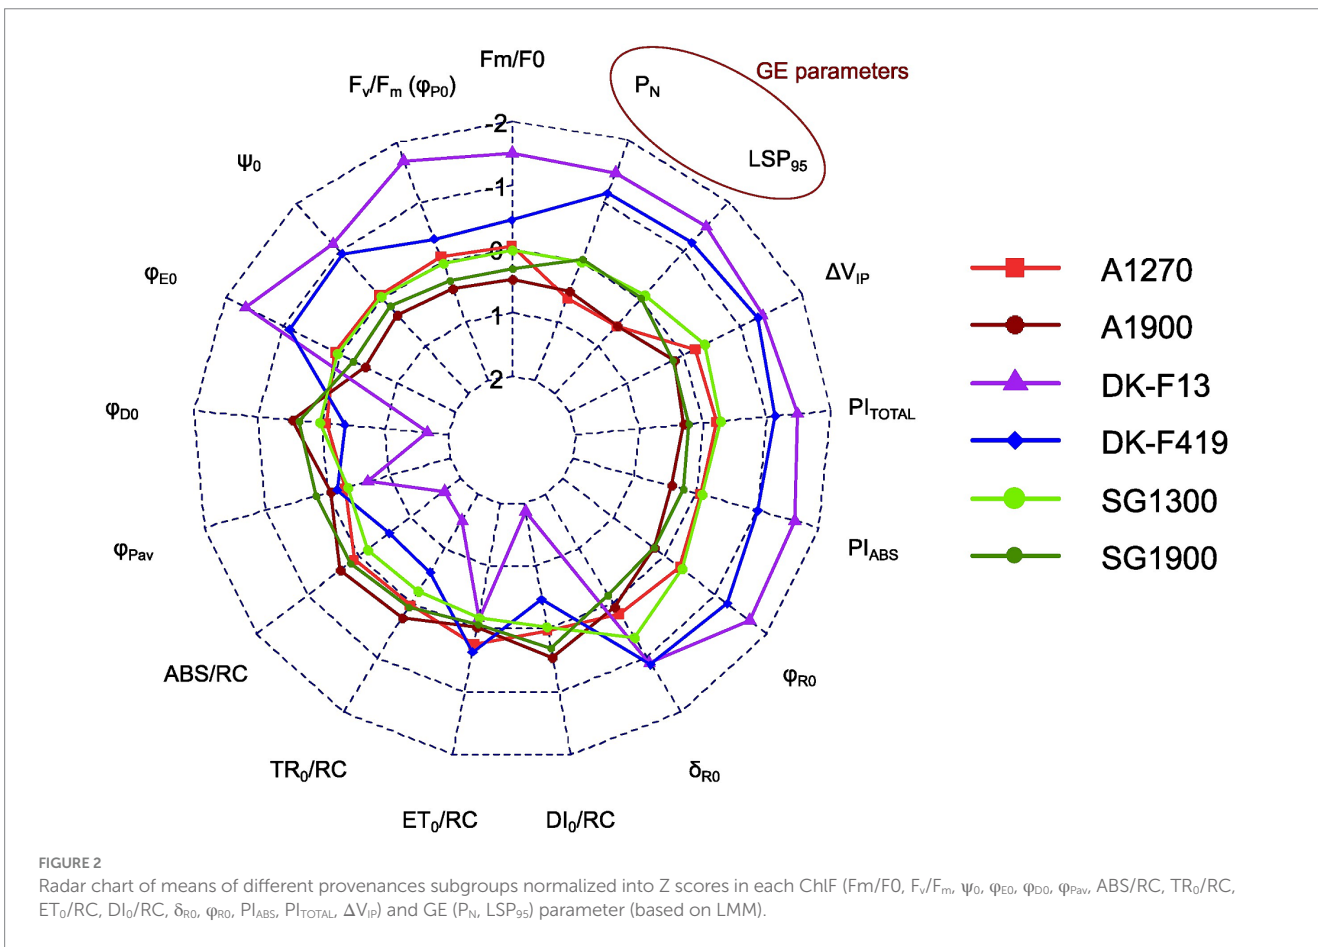 Fm/F0
Fᵥ/Fₘ (φP0)
PN
GE parameters
LSP95
Ψ0
φE0
φD0
φPav
ABS/RC
TR0/RC
ET0/RC
DI0/RC
δR0
φR0
PIABS
PITOTAL
ΔVIP
-2
-1
0
1
2
A1270
A1900
DK-F13
DK-F419
SG1300
SG1900
FIGURE 2
Radar chart of means of different provenances subgroups normalized into Z scores in each ChlF (Fm/F0, Fᵥ/Fₘ, ψ0, φE0, φD0, φPav, ABS/RC, TR0/RC,
ET0/RC, DI0/RC, δR0, φR0, PIABS, PITOTAL, ΔVIP) and GE (PN, LSP95) parameter (based on LMM).